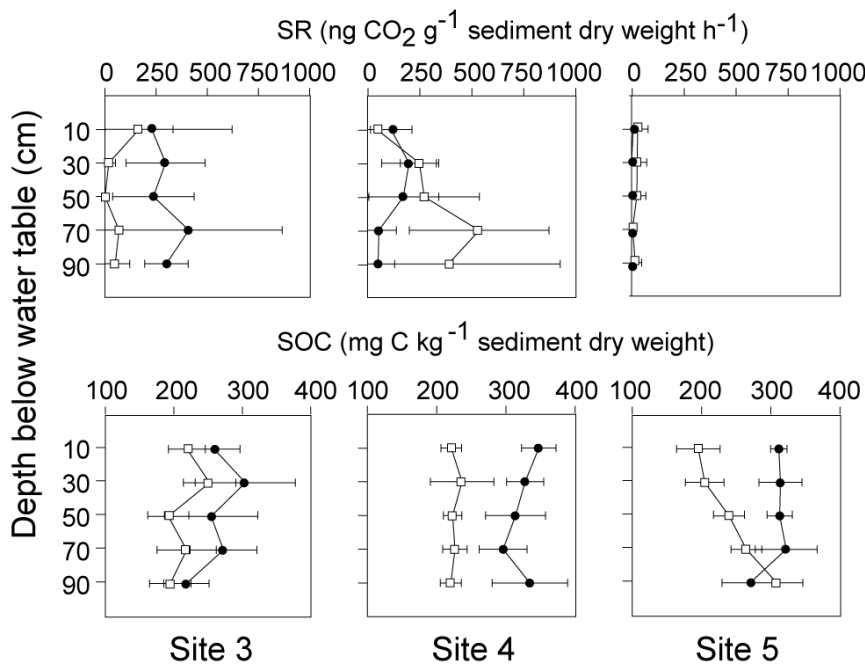 SR (ng CO2 g-1 sediment dry weight h-1)
0 250 500 750 1000 0 250 500 750 1000 0 250 500 750 1000
10
30
50
70
90
Depth below water table (cm)
SOC (mg C kg-1 sediment dry weight)
100 200 300 400 100 200 300 400 100 200 300 400
10
30
50
70
90
Site 3 Site 4 Site 5